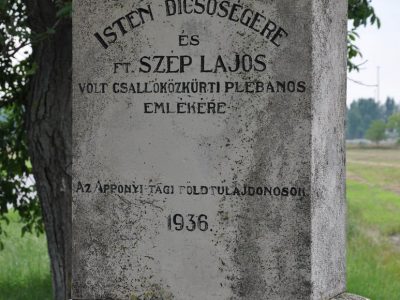 ISTEN DICSŐSÉGÉRE
ÉS
FT. SZÉP LAJOS
VOLT CSALLÓKÖZKÜRTI PLÉBÁNOS
EMLÉKÉRE
AZ APPONYI TAGI FÖLDTULAJDONOSOK
1936.